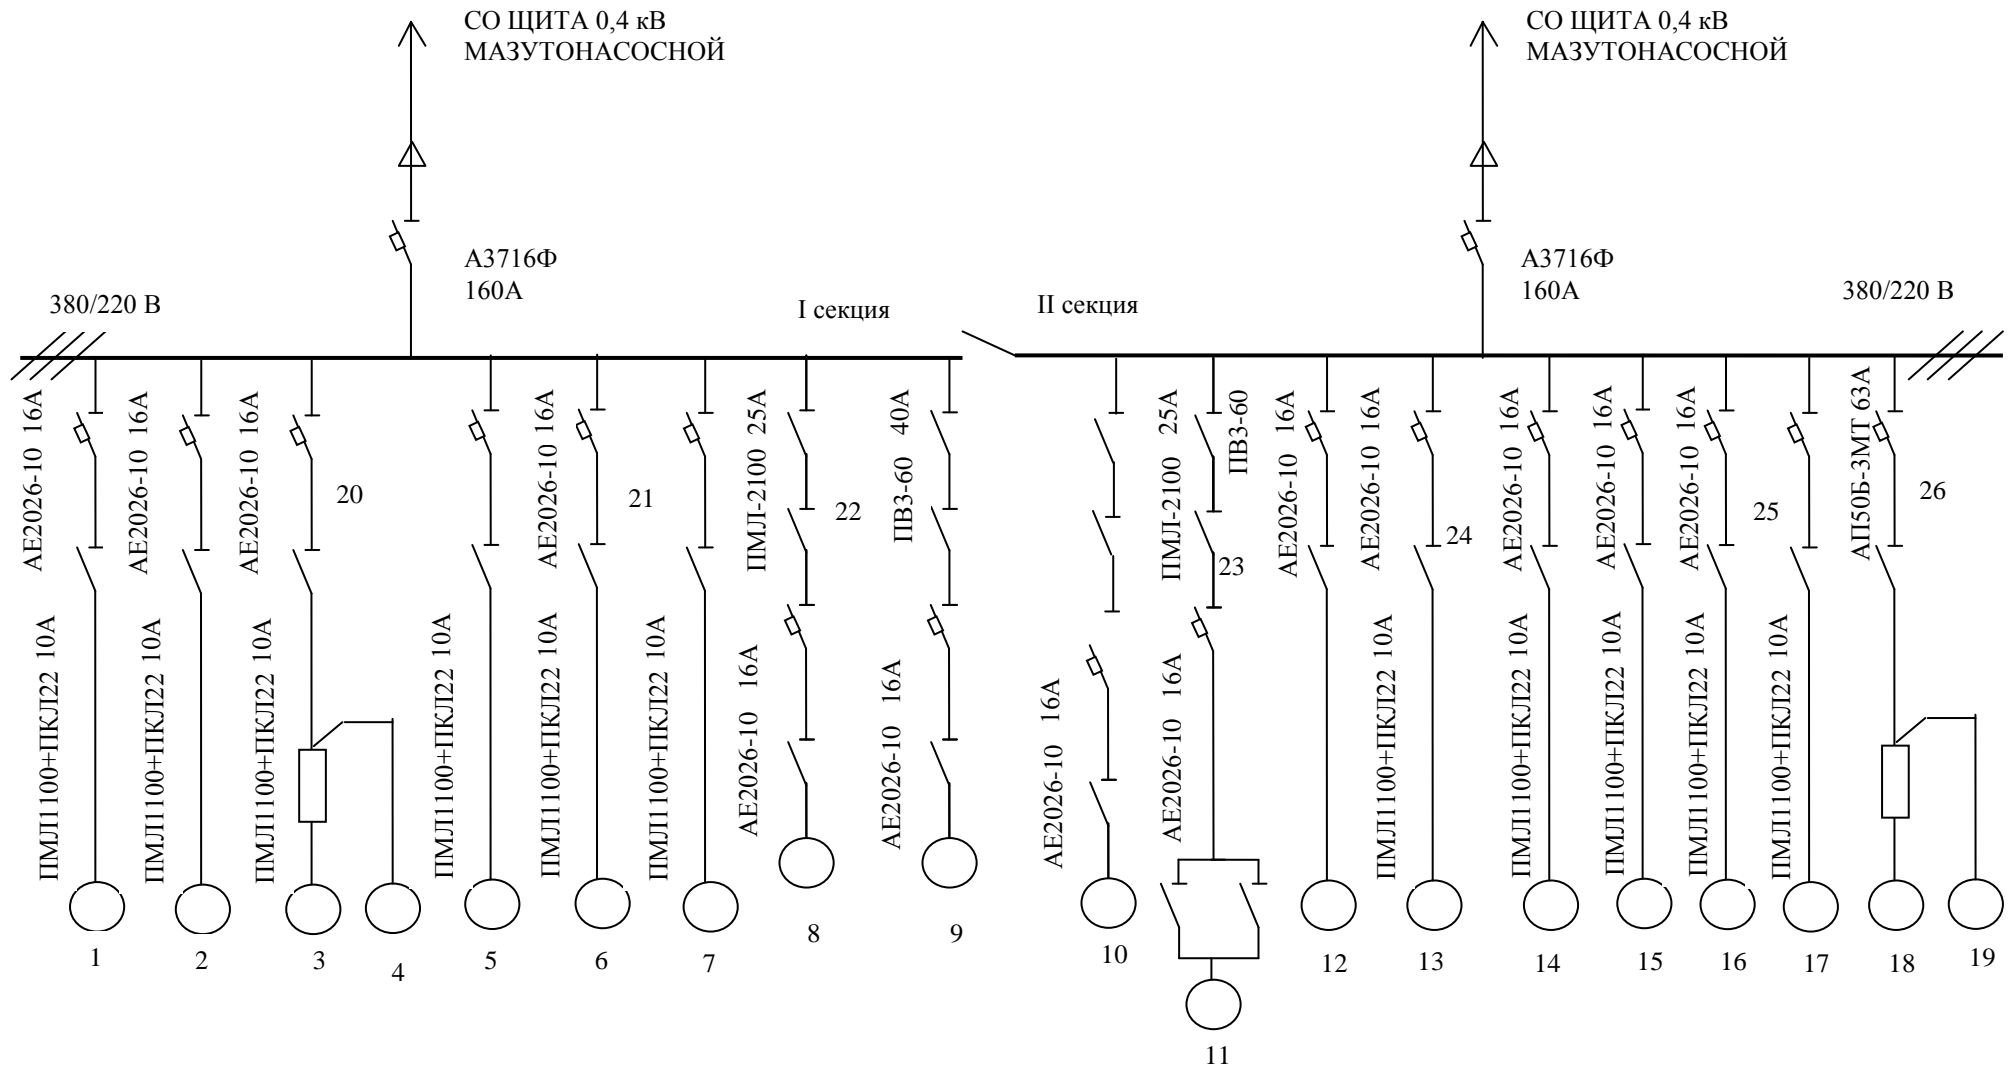 СО ЩИТА 0,4 кВ
МАЗУТОНАСОСНОЙ
СО ЩИТА 0,4 кВ
МАЗУТОНАСОСНОЙ
А3716Ф
160А
А3716Ф
160А
380/220 В
I секция
II секция
380/220 В
АЕ2026-10 16А
АЕ2026-10 16А
АЕ2026-10 16А
АЕ2026-10 16А
ПМЛ-2100 25А
ПВ3-60 40А
ПМЛ-2100 25А
ПВ3-60
АЕ2026-10 16А
АЕ2026-10 16А
АЕ2026-10 16А
АЕ2026-10 16А
АЕ2026-10 16А
АП50Б-3МТ 63А
20
21
22
23
24
25
26
ПМЛ1100+ПКЛ22 10А
ПМЛ1100+ПКЛ22 10А
ПМЛ1100+ПКЛ22 10А
ПМЛ1100+ПКЛ22 10А
ПМЛ1100+ПКЛ22 10А
ПМЛ1100+ПКЛ22 10А
АЕ2026-10 16А
АЕ2026-10 16А
АЕ2026-10 16А
АЕ2026-10 16А
ПМЛ1100+ПКЛ22 10А
ПМЛ1100+ПКЛ22 10А
ПМЛ1100+ПКЛ22 10А
ПМЛ1100+ПКЛ22 10А
ПМЛ1100+ПКЛ22 10А
1
2
3
4
5
6
7
8
9
10
11
12
13
14
15
16
17
18
19